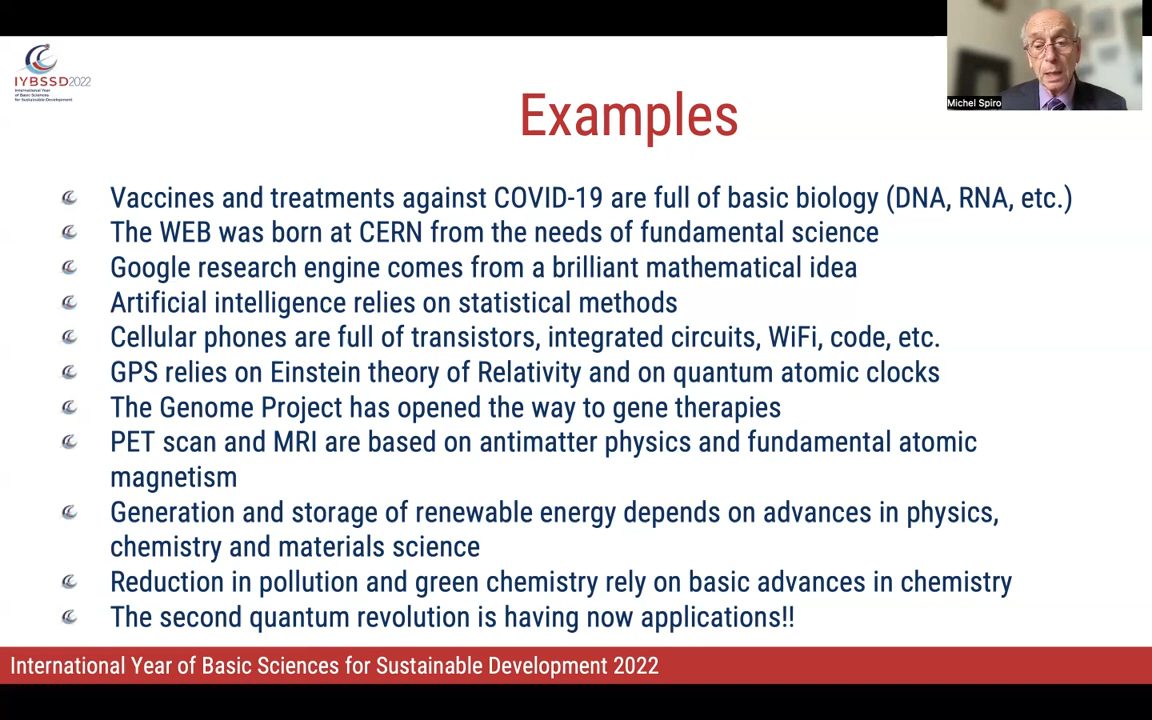 IYBSSD2022
International Year
of Basic Sciences
for Sustainable Development
Michel Spiro
Examples
Vaccines and treatments against COVID-19 are full of basic biology (DNA, RNA, etc.)
The WEB was born at CERN from the needs of fundamental science
Google research engine comes from a brilliant mathematical idea
Artificial intelligence relies on statistical methods
Cellular phones are full of transistors, integrated circuits, WiFi, code, etc.
GPS relies on Einstein theory of Relativity and on quantum atomic clocks
The Genome Project has opened the way to gene therapies
PET scan and MRI are based on antimatter physics and fundamental atomic
magnetism
Generation and storage of renewable energy depends on advances in physics,
chemistry and materials science
Reduction in pollution and green chemistry rely on basic advances in chemistry
The second quantum revolution is having now applications!!
International Year of Basic Sciences for Sustainable Development 2022